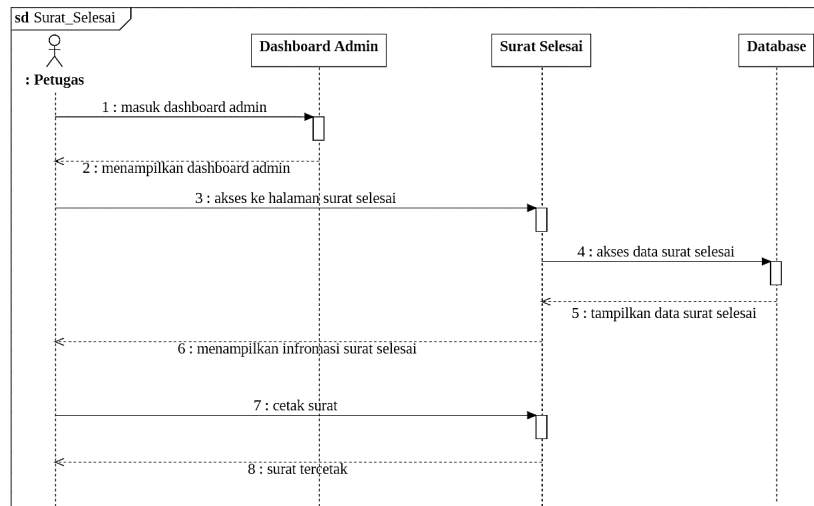 sd Surat_Selesai
Dashboard Admin
Surat Selesai
Database
: Petugas
1 : masuk dashboard admin
2 : menampilkan dashboard admin
3 : akses ke halaman surat selesai
4 : akses data surat selesai
5 : tampilkan data surat selesai
6 : menampilkan infromasi surat selesai
7 : cetak surat
8 : surat tercetak